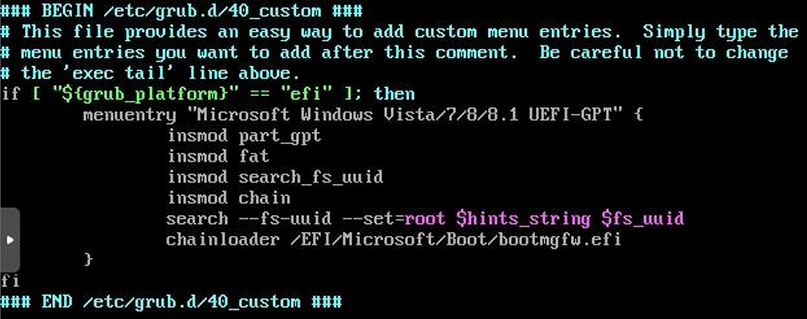 ### BEGIN /etc/grub.d/40_custom ###
# This file provides an easy way to add custom menu entries.  Simply type the
# menu entries you want to add after this comment.  Be careful not to change
# the 'exec tail' line above.
if [ "${grub_platform}" == "efi" ]; then
        menuentry "Microsoft Windows Vista/7/8/8.1 UEFI-GPT" {
                insmod part_gpt
                insmod fat
                insmod search_fs_uuid
                insmod chain
                search --fs-uuid --set=root $hints_string $fs_uuid
                chainloader /EFI/Microsoft/Boot/bootmgfw.efi
        }
fi
### END /etc/grub.d/40_custom ###